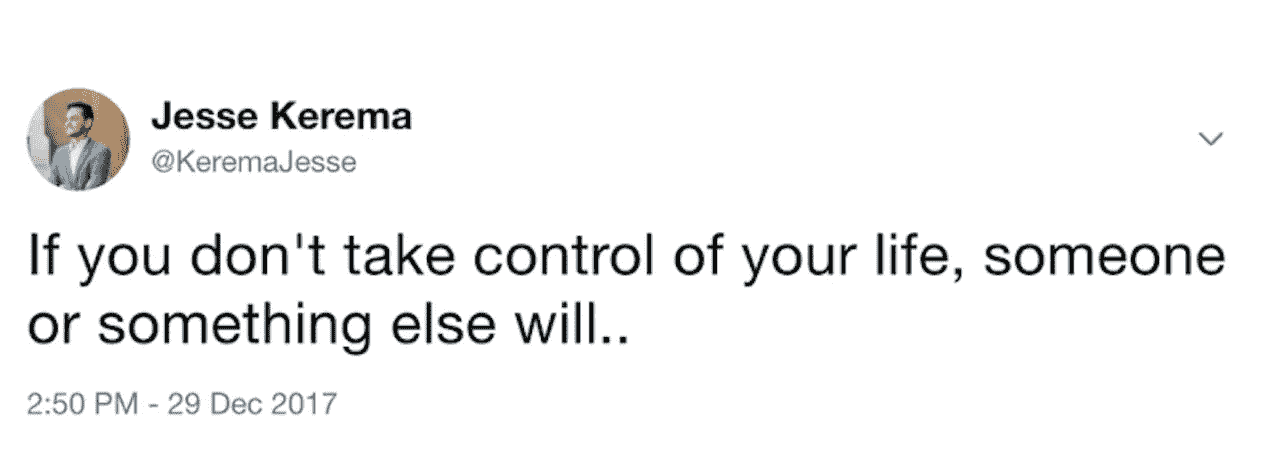 Jesse Kerema
@KeremaJesse
If you don't take control of your life, someone
or something else will..
2:50 PM - 29 Dec 2017